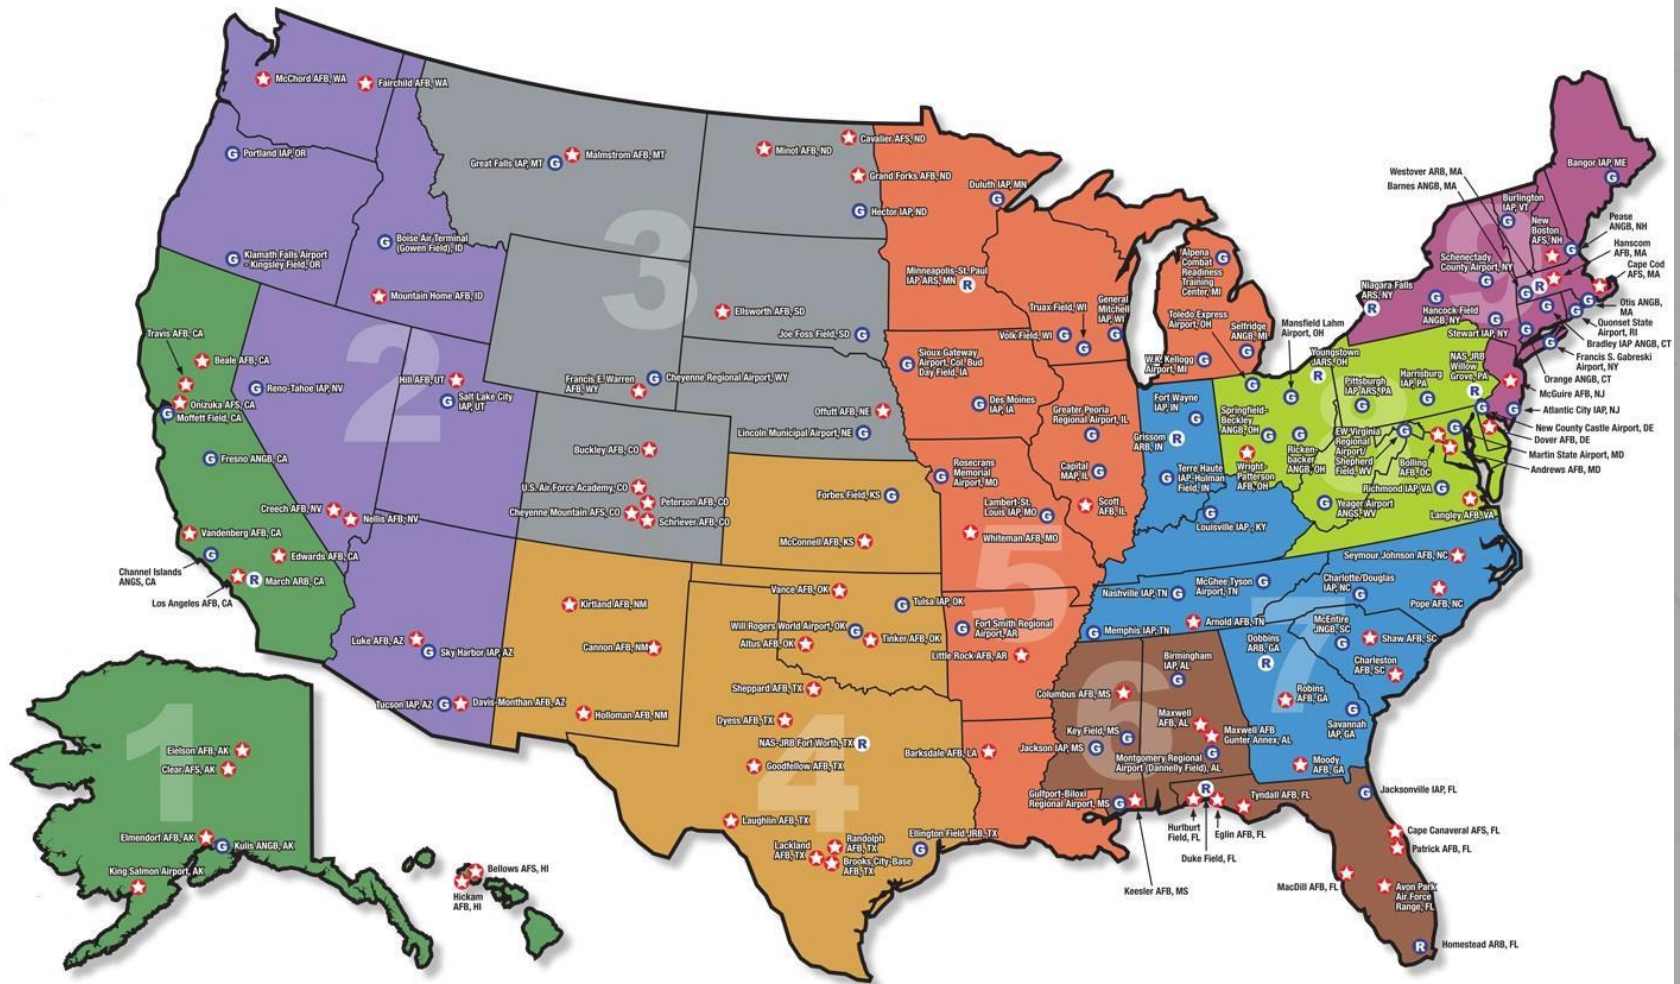 McChord AFB, WA
Fairchild AFB, WA
Portland IAP, OR
Klamath Falls Airport
- Kingsley Field, OR
Boise Air Terminal
(Gowen Field), ID
Mountain Home AFB, ID
Great Falls IAP, MT
Malmstrom AFB, MT
Minot AFB, ND
Cavalier AFS, ND
Grand Forks AFB, ND
Hector IAP, ND
3
Ellsworth AFB, SD
Joe Foss Field, SD
Francis E. Warren
AFB, WY
Cheyenne Regional Airport, WY
Offutt AFB, NE
Lincoln Municipal Airport, NE
Buckley AFB, CO
U.S. Air Force Academy, CO
Peterson AFB, CO
Cheyenne Mountain AFS, CO
Schriever AFB, CO
Travis AFB, CA
Beale AFB, CA
Onizuka AFS, CA
Moffett Field, CA
Fresno ANGB, CA
Vandenberg AFB, CA
Edwards AFB, CA
Channel Islands
ANGS, CA
March ARB, CA
Los Angeles AFB, CA
2
Reno-Tahoe IAP, NV
Hill AFB, UT
Salt Lake City
IAP, UT
Creech AFB, NV
Nellis AFB, NV
Luke AFB, AZ
Sky Harbor IAP, AZ
Tucson IAP, AZ
Davis-Monthan AFB, AZ
1
Eielson AFB, AK
Clear AFS, AK
Elmendorf AFB, AK
Kulis ANGB, AK
King Salmon Airport, AK
Bellows AFS, HI
Hickam
AFB, HI
Forbes Field, KS
McConnell AFB, KS
Kirtland AFB, NM
Cannon AFB, NM
Holloman AFB, NM
Vance AFB, OK
Tulsa IAP, OK
Will Rogers World Airport, OK
Altus AFB, OK
Tinker AFB, OK
Sheppard AFB, TX
Dyess AFB, TX
NAS-JRB Fort Worth, TX
Goodfellow AFB, TX
4
Laughlin AFB, TX
Lackland
AFB, TX
Randolph
AFB, TX
Brooks City-Base
AFB, TX
Ellington Field JRB, TX
Duluth IAP, MN
Minneapolis-St. Paul
IAP ARS, MN
Truax Field, WI
Volk Field, WI
General
Mitchell
IAP, WI
Alpena
Combat
Readiness
Training
Center, MI
Selfridge
ANGB, MI
W.K. Kellogg
Airport, MI
Sioux Gateway
Airport, Col. Bud
Day Field, IA
Des Moines
IAP, IA
Greater Peoria
Regional Airport, IL
Capital
MAP, IL
Scott
AFB, IL
Rosecrans
Memorial
Airport, MO
Lambert-St.
Louis IAP, MO
Whiteman AFB, MO
5
Fort Smith Regional
Airport, AR
Little Rock AFB, AR
Barksdale AFB, LA
Fort Wayne
IAP, IN
Grissom
ARB, IN
Terre Haute
IAP-Hulman
Field, IN
Louisville IAP, KY
Nashville IAP, TN
McGhee Tyson
Airport, TN
Memphis IAP, TN
Arnold AFB, TN
Seymour Johnson AFB, NC
Charlotte/Douglas
IAP, NC
Pope AFB, NC
McEntire
JNGB, SC
Shaw AFB, SC
Charleston
AFB, SC
7
Dobbins
ARB, GA
Robins
AFB, GA
Savannah
IAP, GA
Moody
AFB, GA
6
Columbus AFB, MS
Key Field, MS
Jackson IAP, MS
Gulfport-Biloxi
Regional Airport, MS
Keesler AFB, MS
Birmingham
IAP, AL
Maxwell
AFB, AL
Maxwell AFB
Gunter Annex, AL
Montgomery Regional
Airport (Dannelly Field), AL
Hurlburt
Field, FL
Duke Field, FL
Eglin AFB, FL
Tyndall AFB, FL
Jacksonville IAP, FL
Cape Canaveral AFS, FL
Patrick AFB, FL
MacDill AFB, FL
Avon Park
Air Force
Range, FL
Homestead ARB, FL
8
Toledo Express
Airport, OH
Mansfield Lahm
Airport, OH
Youngstown
JARS, OH
Springfield-
Beckley
ANGB, OH
Wright-
Patterson
AFB, OH
Ricken-
backer
ANGB, OH
Pittsburgh
IAP ARS, PA
Harrisburg
IAP, PA
NAS, JRB
Willow
Grove, PA
EW Virginia
Regional
Airport/
Shepherd
Field, WV
Yeager Airport
ANGS, WV
Bolling
AFB, DC
Richmond IAP, VA
Langley AFB, VA
New County Castle Airport, DE
Dover AFB, DE
Martin State Airport, MD
Andrews AFB, MD
9
Westover ARB, MA
Barnes ANGB, MA
Bangor IAP, ME
Burlington
IAP, VT
New
Boston
AFS, NH
Pease
ANGB, NH
Hanscom
AFB, MA
Cape Cod
AFS, MA
Otis ANGB,
MA
Quonset State
Airport, RI
Bradley IAP ANGB, CT
Francis S. Gabreski
Airport, NY
Orange ANGB, CT
McGuire AFB, NJ
Atlantic City IAP, NJ
Schenectady
County Airport, NY
Niagara Falls
ARS, NY
Hancock Field
ANGB, NY
Stewart IAP, NY